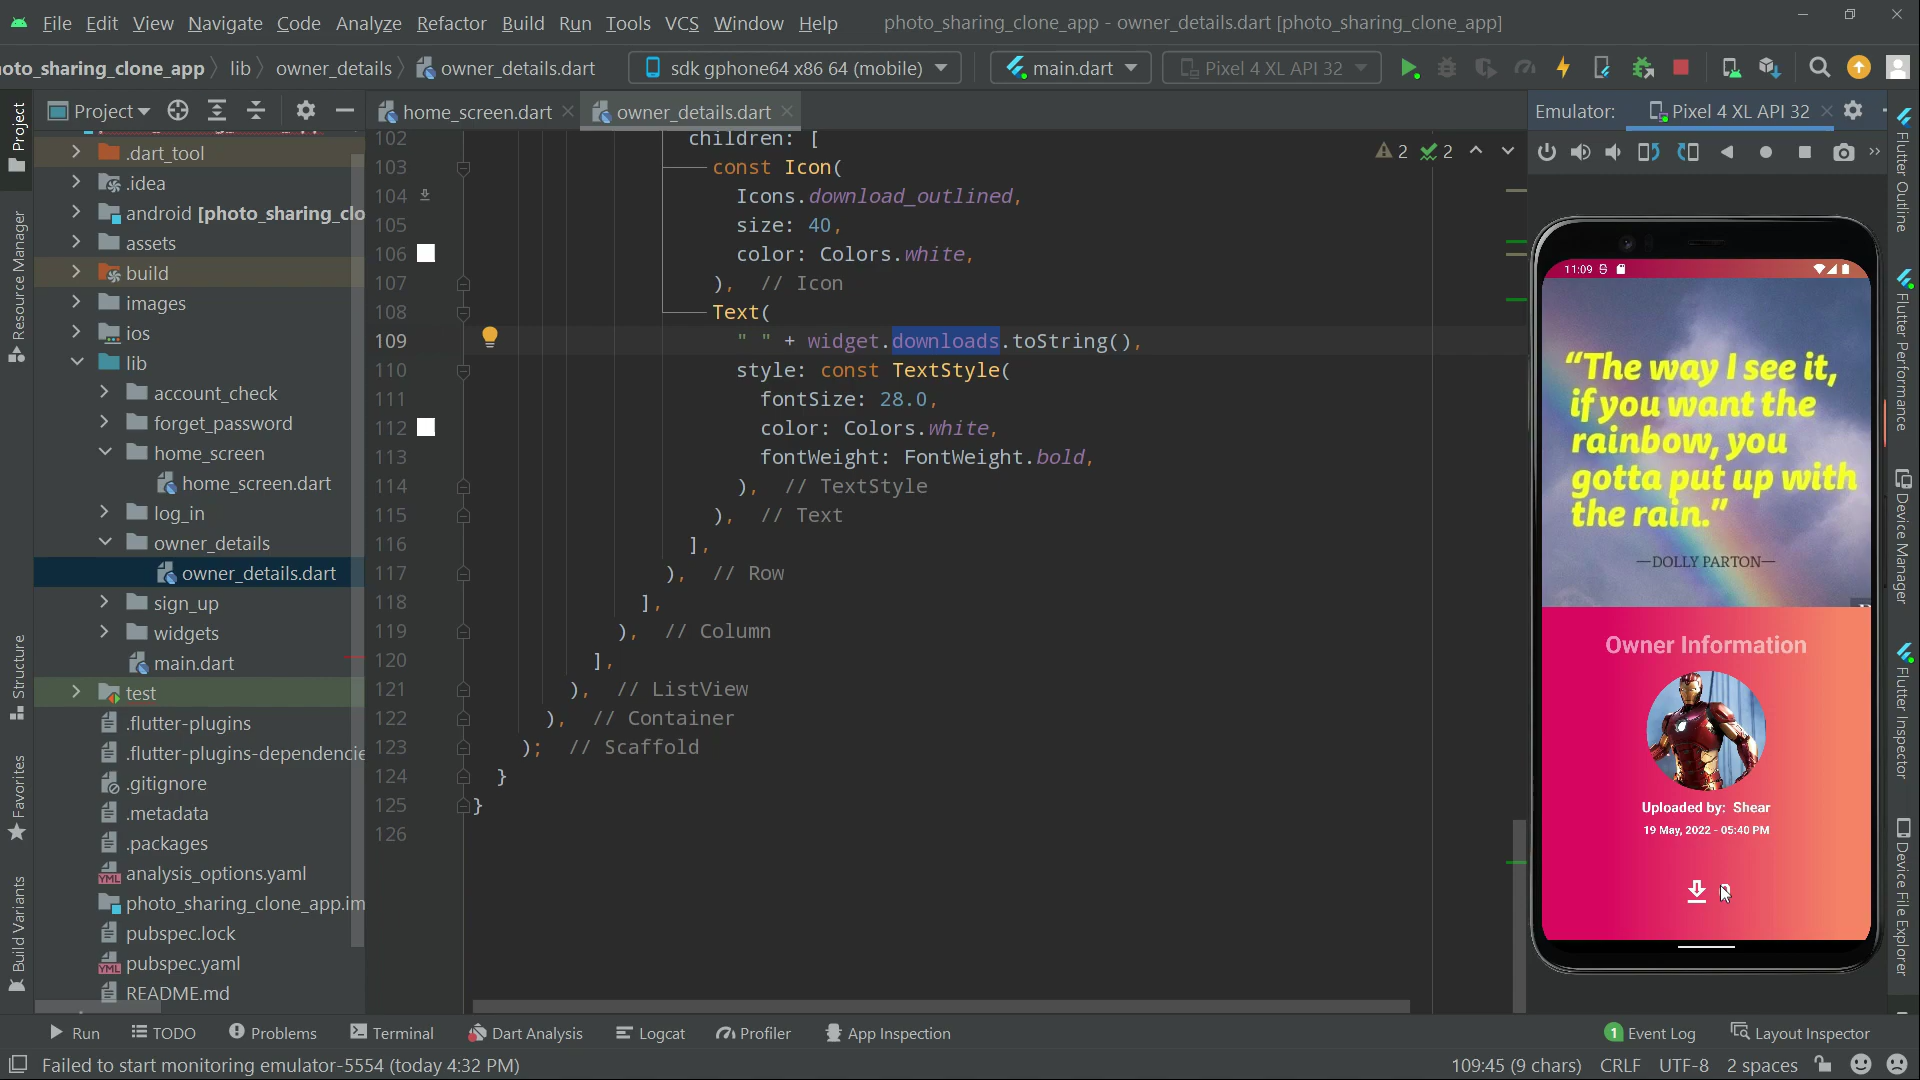 File Edit View Navigate Code Analyze Refactor Build Run Tools VCS Window Help photo_sharing_clone_app - owner_details.dart [photo_sharing_clone_app]
oto_sharing_clone_app lib owner_details owner_details.dart sdk gphone64 x86 64 (mobile) main.dart Pixel 4 XL API 32
Project home_screen.dart owner_details.dart Emulator: Pixel 4 XL API 32
Project
Resource Manager
Structure
Favorites
Build Variants
.dart_tool
.idea
android [photo_sharing_clo
assets
build
images
ios
lib
account_check
forget_password
home_screen
home_screen.dart
log_in
owner_details
owner_details.dart
sign_up
widgets
main.dart
test
.flutter-plugins
.flutter-plugins-dependencie
.gitignore
.metadata
.packages
analysis_options.yaml
photo_sharing_clone_app.im
pubspec.lock
pubspec.yaml
README.md
2 2
102 children: [
103 const Icon(
104 Icons.download_outlined,
105 size: 40,
106 color: Colors.white,
107 ), // Icon
108 Text(
109 " " + widget.downloads.toString(),
110 style: const TextStyle(
111 fontSize: 28.0,
112 color: Colors.white,
113 fontWeight: FontWeight.bold,
114 ), // TextStyle
115 ), // Text
116 ],
117 ), // Row
118 ],
119 ), // Column
120 ],
121 ), // ListView
122 ), // Container
123 ); // Scaffold
124 }
125 }
126
11:09
“The way I see it,
if you want the
rainbow, you
gotta put up with
the rain.”
—DOLLY PARTON—
Owner Information
Uploaded by: Shear
19 May, 2022 - 05:40 PM
Flutter Outline
Flutter Performance
Device Manager
Flutter Inspector
Device File Explorer
Run TODO Problems Terminal Dart Analysis Logcat Profiler App Inspection 1 Event Log Layout Inspector
Failed to start monitoring emulator-5554 (today 4:32 PM) 109:45 (9 chars) CRLF UTF-8 2 spaces